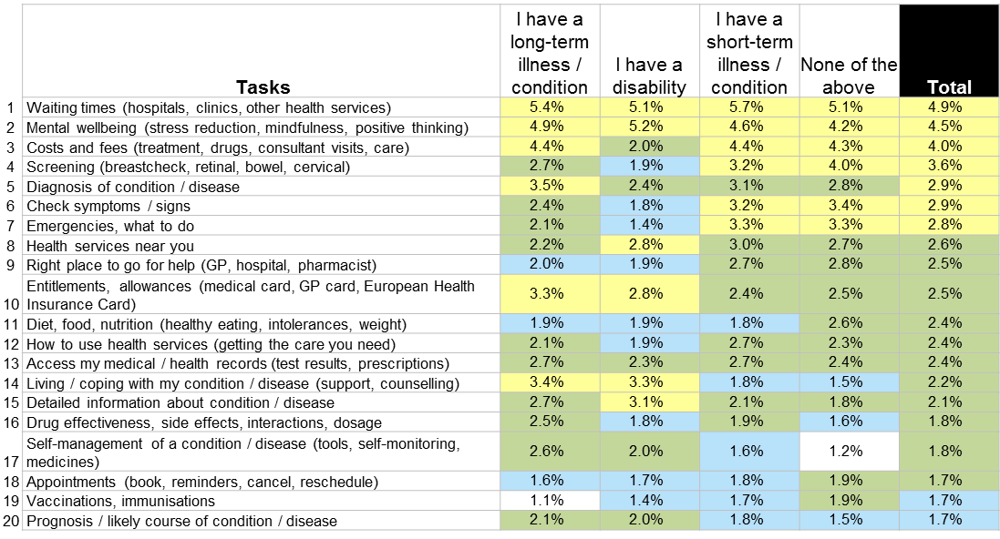 Tasks I have a long-term illness / condition I have a disability I have a short-term illness / condition None of the above Total
1 Waiting times (hospitals, clinics, other health services) 5.4% 5.1% 5.7% 5.1% 4.9%
2 Mental wellbeing (stress reduction, mindfulness, positive thinking) 4.9% 5.2% 4.6% 4.2% 4.5%
3 Costs and fees (treatment, drugs, consultant visits, care) 4.4% 2.0% 4.4% 4.3% 4.0%
4 Screening (breastcheck, retinal, bowel, cervical) 2.7% 1.9% 3.2% 4.0% 3.6%
5 Diagnosis of condition / disease 3.5% 2.4% 3.1% 2.8% 2.9%
6 Check symptoms / signs 2.4% 1.8% 3.2% 3.4% 2.9%
7 Emergencies, what to do 2.1% 1.4% 3.3% 3.3% 2.8%
8 Health services near you 2.2% 2.8% 3.0% 2.7% 2.6%
9 Right place to go for help (GP, hospital, pharmacist) 2.0% 1.9% 2.7% 2.8% 2.5%
10 Entitlements, allowances (medical card, GP card, European Health Insurance Card) 3.3% 2.8% 2.4% 2.5% 2.5%
11 Diet, food, nutrition (healthy eating, intolerances, weight) 1.9% 1.9% 1.8% 2.6% 2.4%
12 How to use health services (getting the care you need) 2.1% 1.9% 2.7% 2.3% 2.4%
13 Access my medical / health records (test results, prescriptions) 2.7% 2.3% 2.7% 2.4% 2.4%
14 Living / coping with my condition / disease (support, counselling) 3.4% 3.3% 1.8% 1.5% 2.2%
15 Detailed information about condition / disease 2.7% 3.1% 2.1% 1.8% 2.1%
16 Drug effectiveness, side effects, interactions, dosage 2.5% 1.8% 1.9% 1.6% 1.8%
17 Self-management of a condition / disease (tools, self-monitoring, medicines) 2.6% 2.0% 1.6% 1.2% 1.8%
18 Appointments (book, reminders, cancel, reschedule) 1.6% 1.7% 1.8% 1.9% 1.7%
19 Vaccinations, immunisations 1.1% 1.4% 1.7% 1.9% 1.7%
20 Prognosis / likely course of condition / disease 2.1% 2.0% 1.8% 1.5% 1.7%